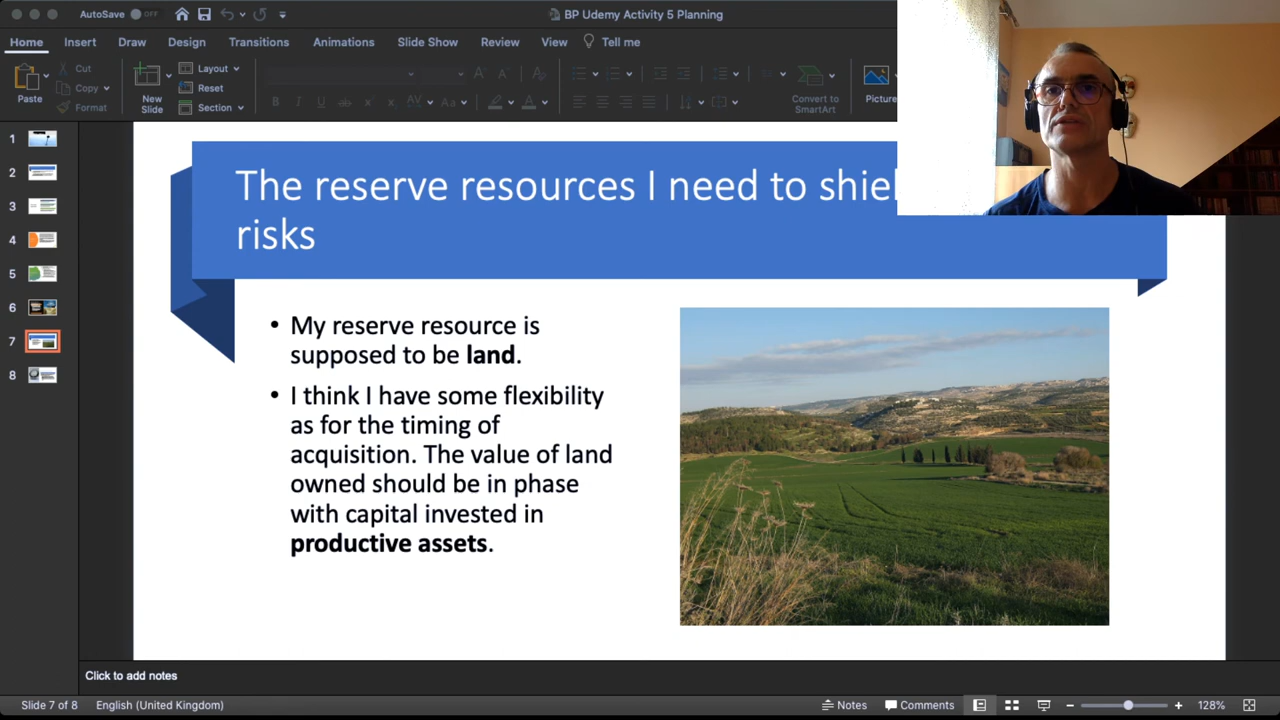 AutoSave OFF
BP Udemy Activity 5 Planning
Home Insert Draw Design Transitions Animations Slide Show Review View Tell me
Paste
Cut
Copy
Format
New
Slide
Layout
Reset
Section
Convert to
SmartArt
Picture
1
2
3
4
5
6
7
8
The reserve resources I need to shiel
risks
• My reserve resource is
supposed to be land.
• I think I have some flexibility
as for the timing of
acquisition. The value of land
owned should be in phase
with capital invested in
productive assets.
Click to add notes
Slide 7 of 8 English (United Kingdom) Notes Comments 128%